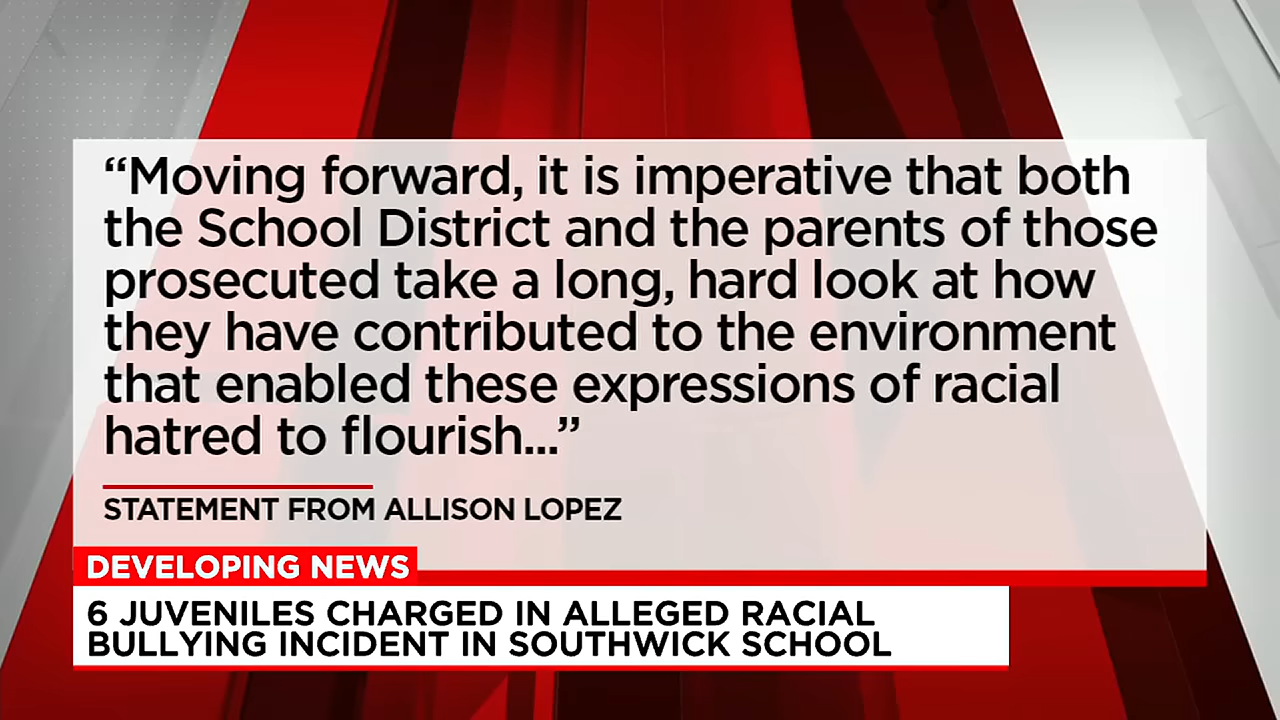 “Moving forward, it is imperative that both
the School District and the parents of those
prosecuted take a long, hard look at how
they have contributed to the environment
that enabled these expressions of racial
hatred to flourish...”
STATEMENT FROM ALLISON LOPEZ
DEVELOPING NEWS
6 JUVENILES CHARGED IN ALLEGED RACIAL
BULLYING INCIDENT IN SOUTHWICK SCHOOL